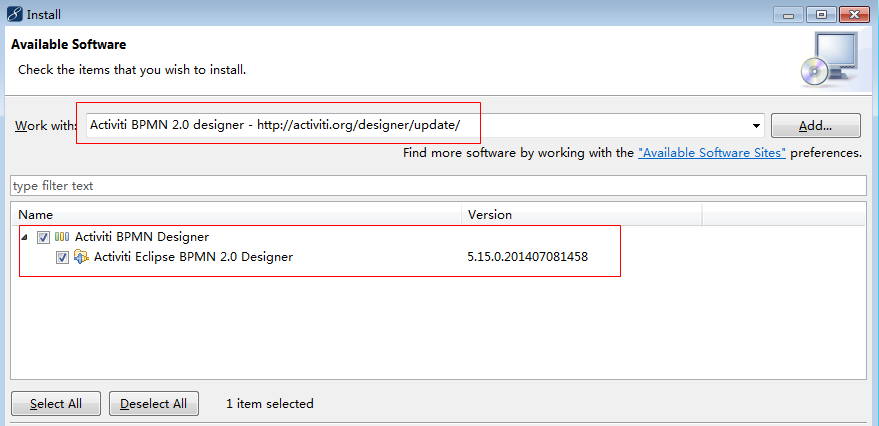 Install
Available Software
Check the items that you wish to install.
Work with: Activiti BPMN 2.0 designer - http://activiti.org/designer/update/ Add...
Find more software by working with the "Available Software Sites" preferences.
type filter text
Name Version
Activiti BPMN Designer
Activiti Eclipse BPMN 2.0 Designer 5.15.0.201407081458
Select All Deselect All 1 item selected